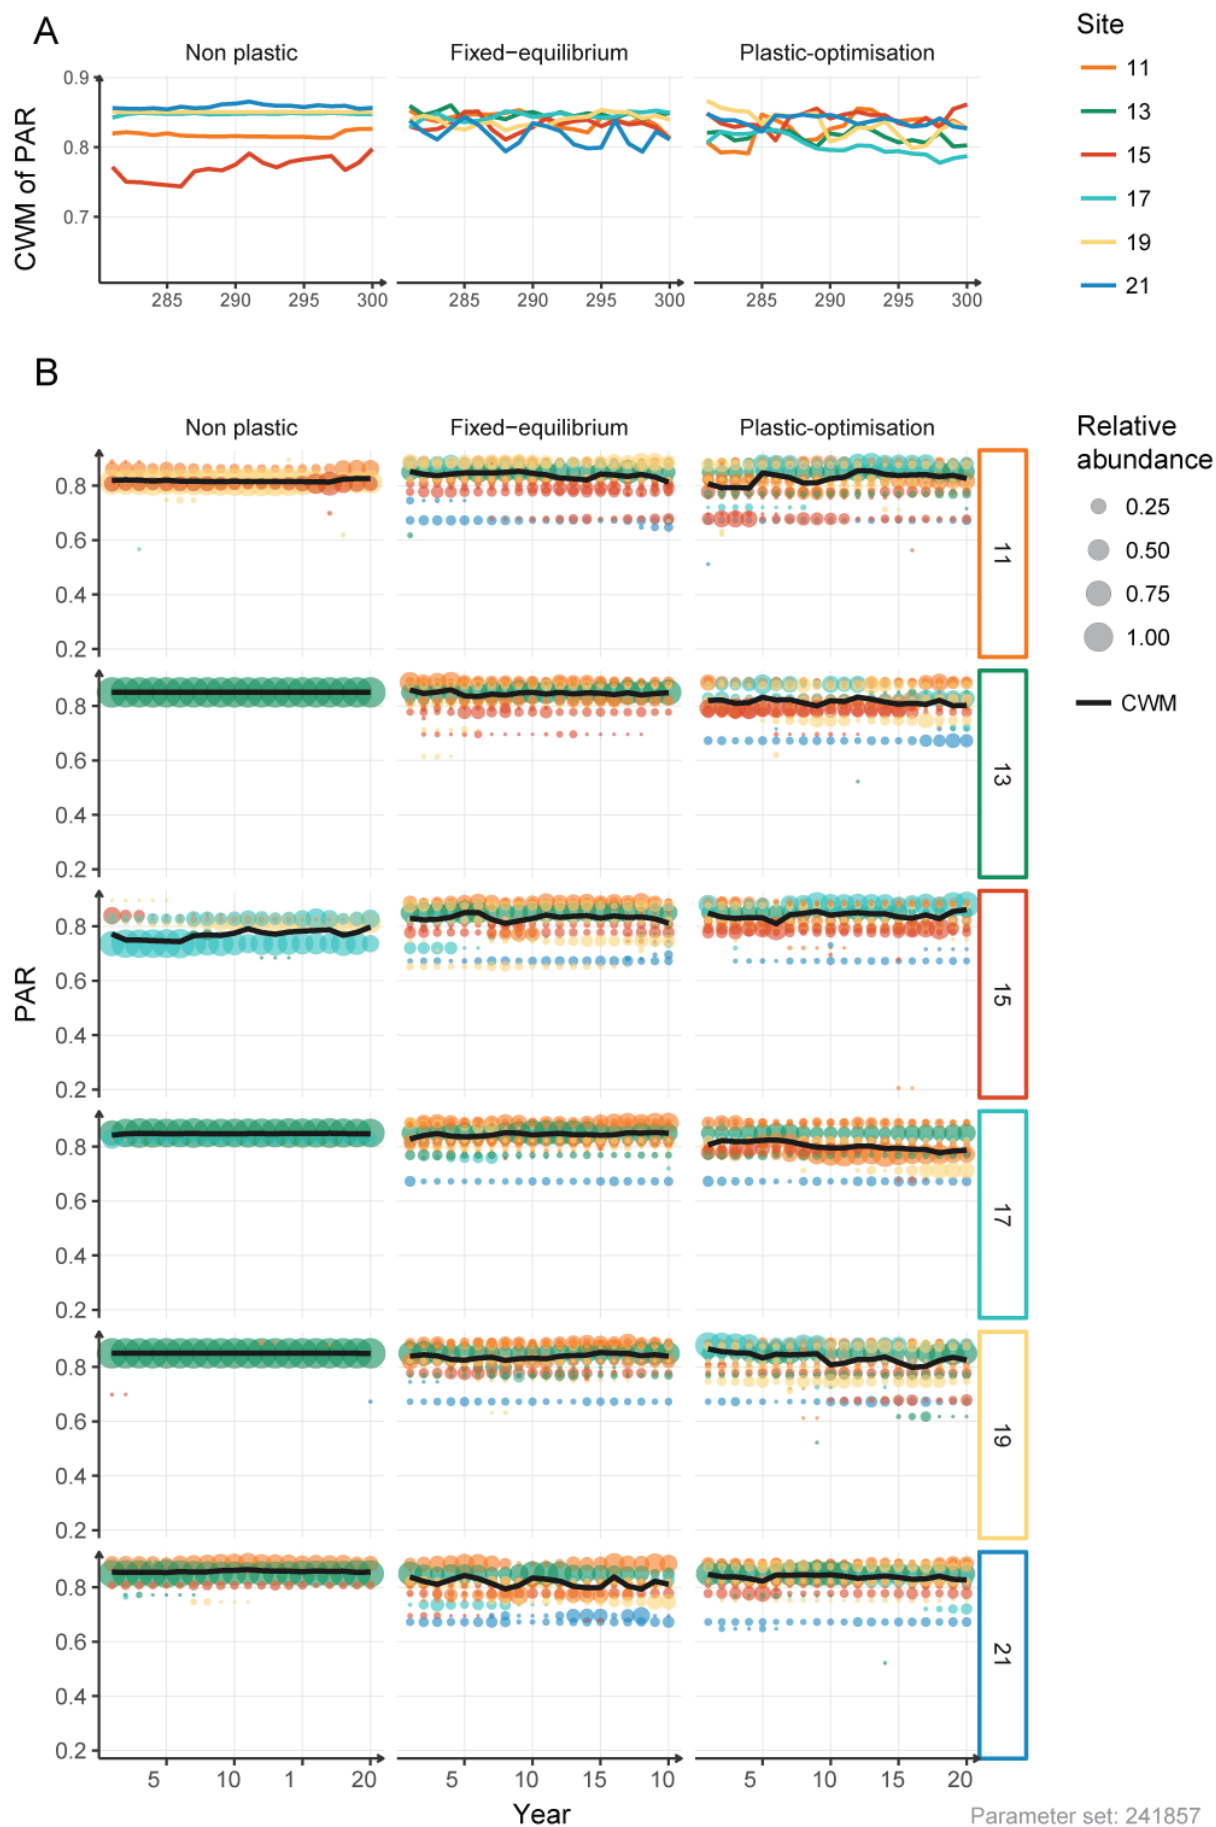 A
Non plastic
Fixed−equilibrium
Plastic-optimisation
Site
CWM of PAR
0.9
0.8
0.7
285 290 295 300
285 290 295 300
285 290 295 300
11
13
15
17
19
21
B
Non plastic
Fixed−equilibrium
Plastic-optimisation
Relative
abundance
0.25
0.50
0.75
1.00
CWM
PAR
0.8
0.6
0.4
0.2
11
0.8
0.6
0.4
0.2
13
0.8
0.6
0.4
0.2
15
0.8
0.6
0.4
0.2
17
0.8
0.6
0.4
0.2
19
0.8
0.6
0.4
0.2
21
5 10 1 20
5 10 15 10
5 10 15 20
Year
Parameter set: 241857